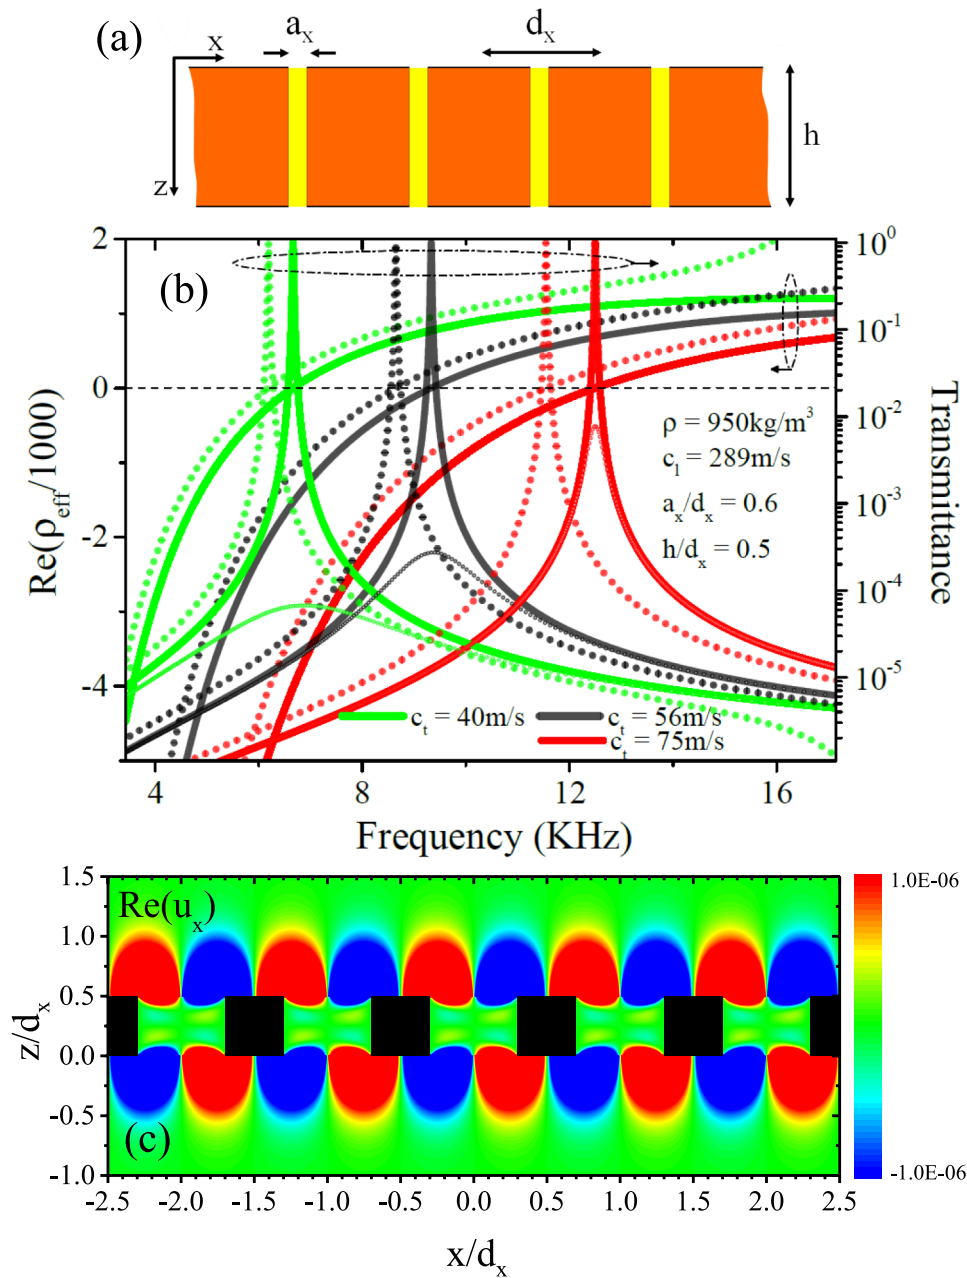 (a)
x
a_x
d_x
h
z
(b)
2
0
-2
-4
Re(ρ_eff/1000)
10^0
10^-1
10^-2
10^-3
10^-4
10^-5
Transmittance
ρ = 950kg/m^3
c_l = 289m/s
a_x/d_x = 0.6
h/d_x = 0.5
c_t = 40m/s
c_t = 56m/s
c_t = 75m/s
4 8 12 16
Frequency (KHz)
Re(u_x)
(c)
1.5
1.0
0.5
0.0
-0.5
-1.0
z/d_x
1.0E-06
-1.0E-06
-2.5 -2.0 -1.5 -1.0 -0.5 0.0 0.5 1.0 1.5 2.0 2.5
x/d_x